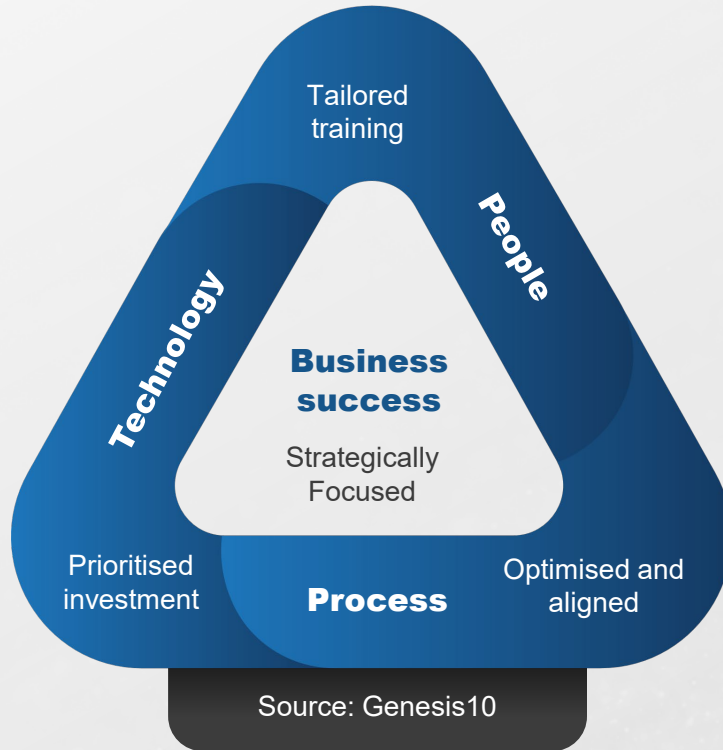 Tailored
training
People
Technology
Business
success
Strategically
Focused
Prioritised
investment
Process
Optimised and
aligned
Source: Genesis10